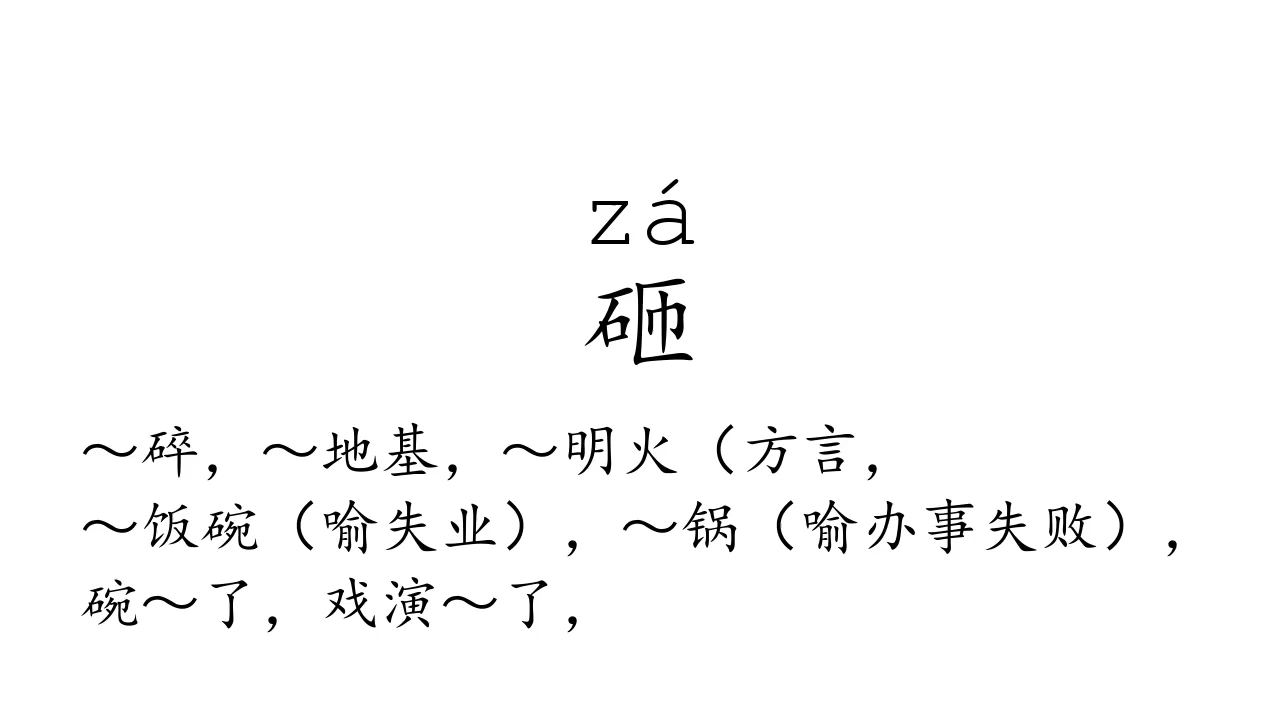 zá
砸
～碎，～地基，～明火（方言，
～饭碗（喻失业），～锅（喻办事失败），
碗～了，戏演～了，